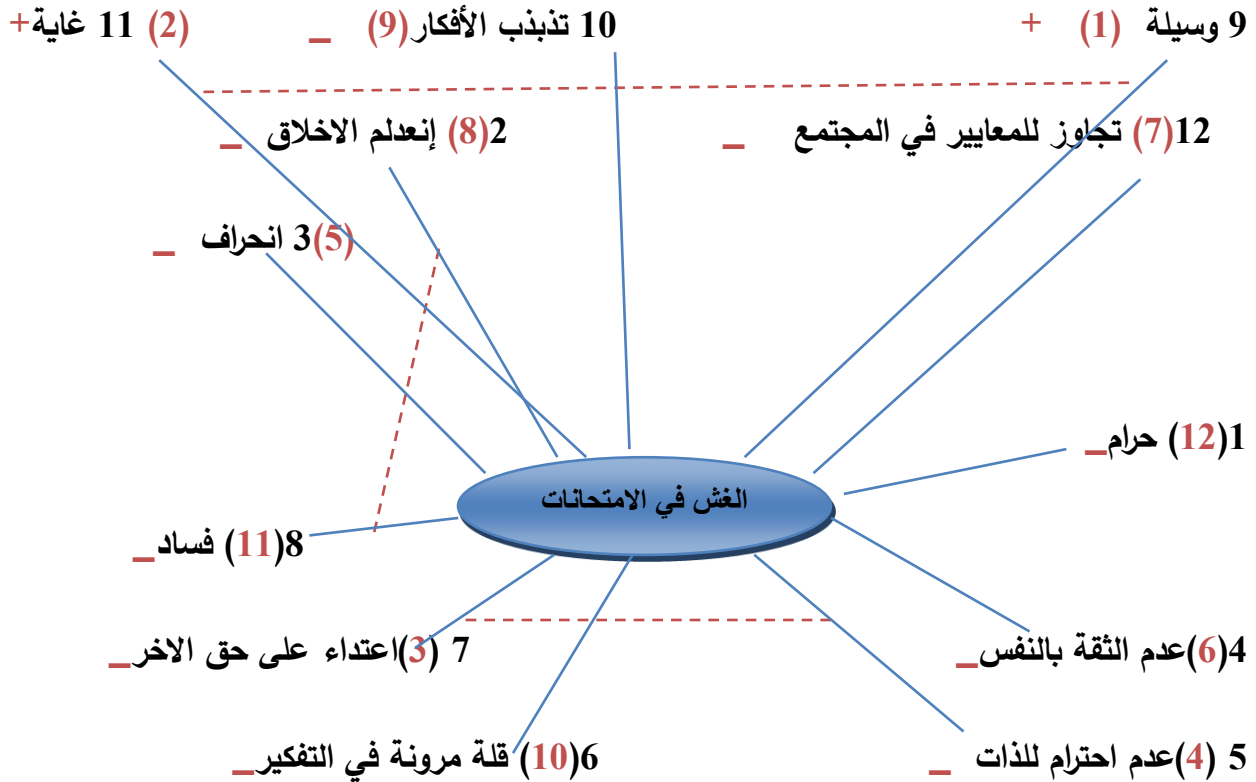 9 وسيلة (1) +
10 تذبذب الأفكار(9) _
(2) 11 غاية+
12(7) تجاوز للمعايير في المجتمع _
2(8) إنعدلم الاخلاق _
3(5) انحراف _
1(12) حرام_
الغش في الامتحانات
8(11) فساد_
4(6)عدم الثقة بالنفس_
7 (3)اعتداء على حق الاخر_
5 (4)عدم احترام للذات _
6(10) قلة مرونة في التفكير_